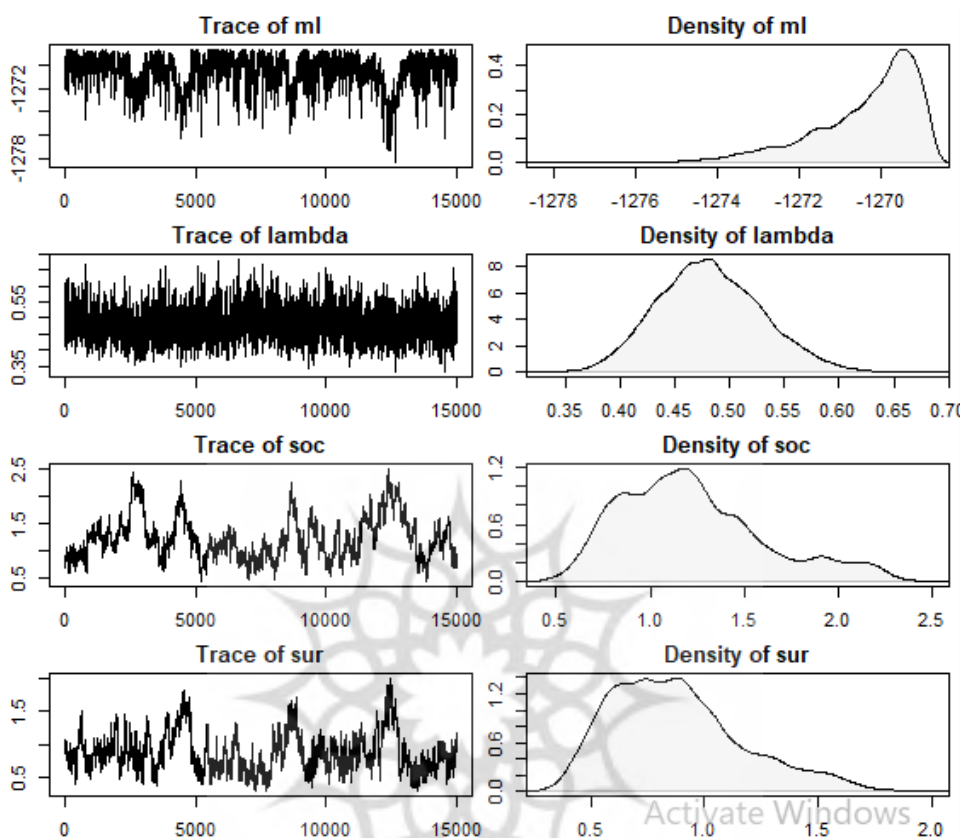 Trace of ml
Density of ml
-1278 -1272
0.0 0.2 0.4
0 5000 10000 15000
-1278 -1276 -1274 -1272 -1270
Trace of lambda
Density of lambda
0.35 0.55
0 2 4 6 8
0 5000 10000 15000
0.35 0.40 0.45 0.50 0.55 0.60 0.65 0.70
Trace of soc
Density of soc
0.5 1.5 2.5
0.0 0.6 1.2
0 5000 10000 15000
0.5 1.0 1.5 2.0 2.5
Trace of sur
Density of sur
0.5 1.5
0.0 0.6 1.2
Activate Windows
0 5000 10000 15000
0.5 1.0 1.5 2.0